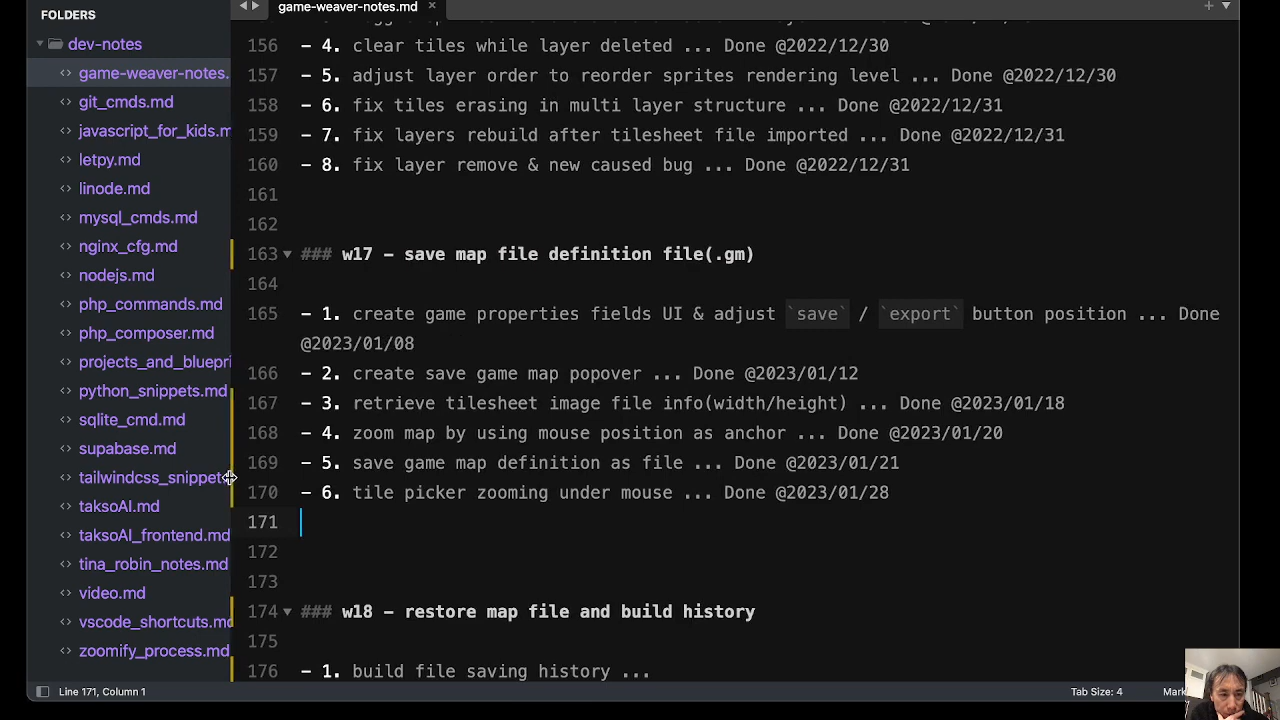 FOLDERS
dev-notes
game-weaver-notes.
git_cmds.md
javascript_for_kids.m
letpy.md
linode.md
mysql_cmds.md
nginx_cfg.md
nodejs.md
php_commands.md
php_composer.md
projects_and_bluepri
python_snippets.md
sqlite_cmd.md
supabase.md
tailwindcss_snippet
taksoAI.md
taksoAI_frontend.md
tina_robin_notes.md
video.md
vscode_shortcuts.md
zoomify_process.md
game-weaver-notes.md
156 - 4. clear tiles while layer deleted ... Done @2022/12/30
157 - 5. adjust layer order to reorder sprites rendering level ... Done @2022/12/30
158 - 6. fix tiles erasing in multi layer structure ... Done @2022/12/31
159 - 7. fix layers rebuild after tilesheet file imported ... Done @2022/12/31
160 - 8. fix layer remove & new caused bug ... Done @2022/12/31
161
162
163 ### w17 - save map file definition file(.gm)
164
165 - 1. create game properties fields UI & adjust `save` / `export` button position ... Done
@2023/01/08
166 - 2. create save game map popover ... Done @2023/01/12
167 - 3. retrieve tilesheet image file info(width/height) ... Done @2023/01/18
168 - 4. zoom map by using mouse position as anchor ... Done @2023/01/20
169 - 5. save game map definition as file ... Done @2023/01/21
170 - 6. tile picker zooming under mouse ... Done @2023/01/28
171
172
173
174 ### w18 - restore map file and build history
175
176 - 1. build file saving history ...
Line 171, Column 1
Tab Size: 4
Mark